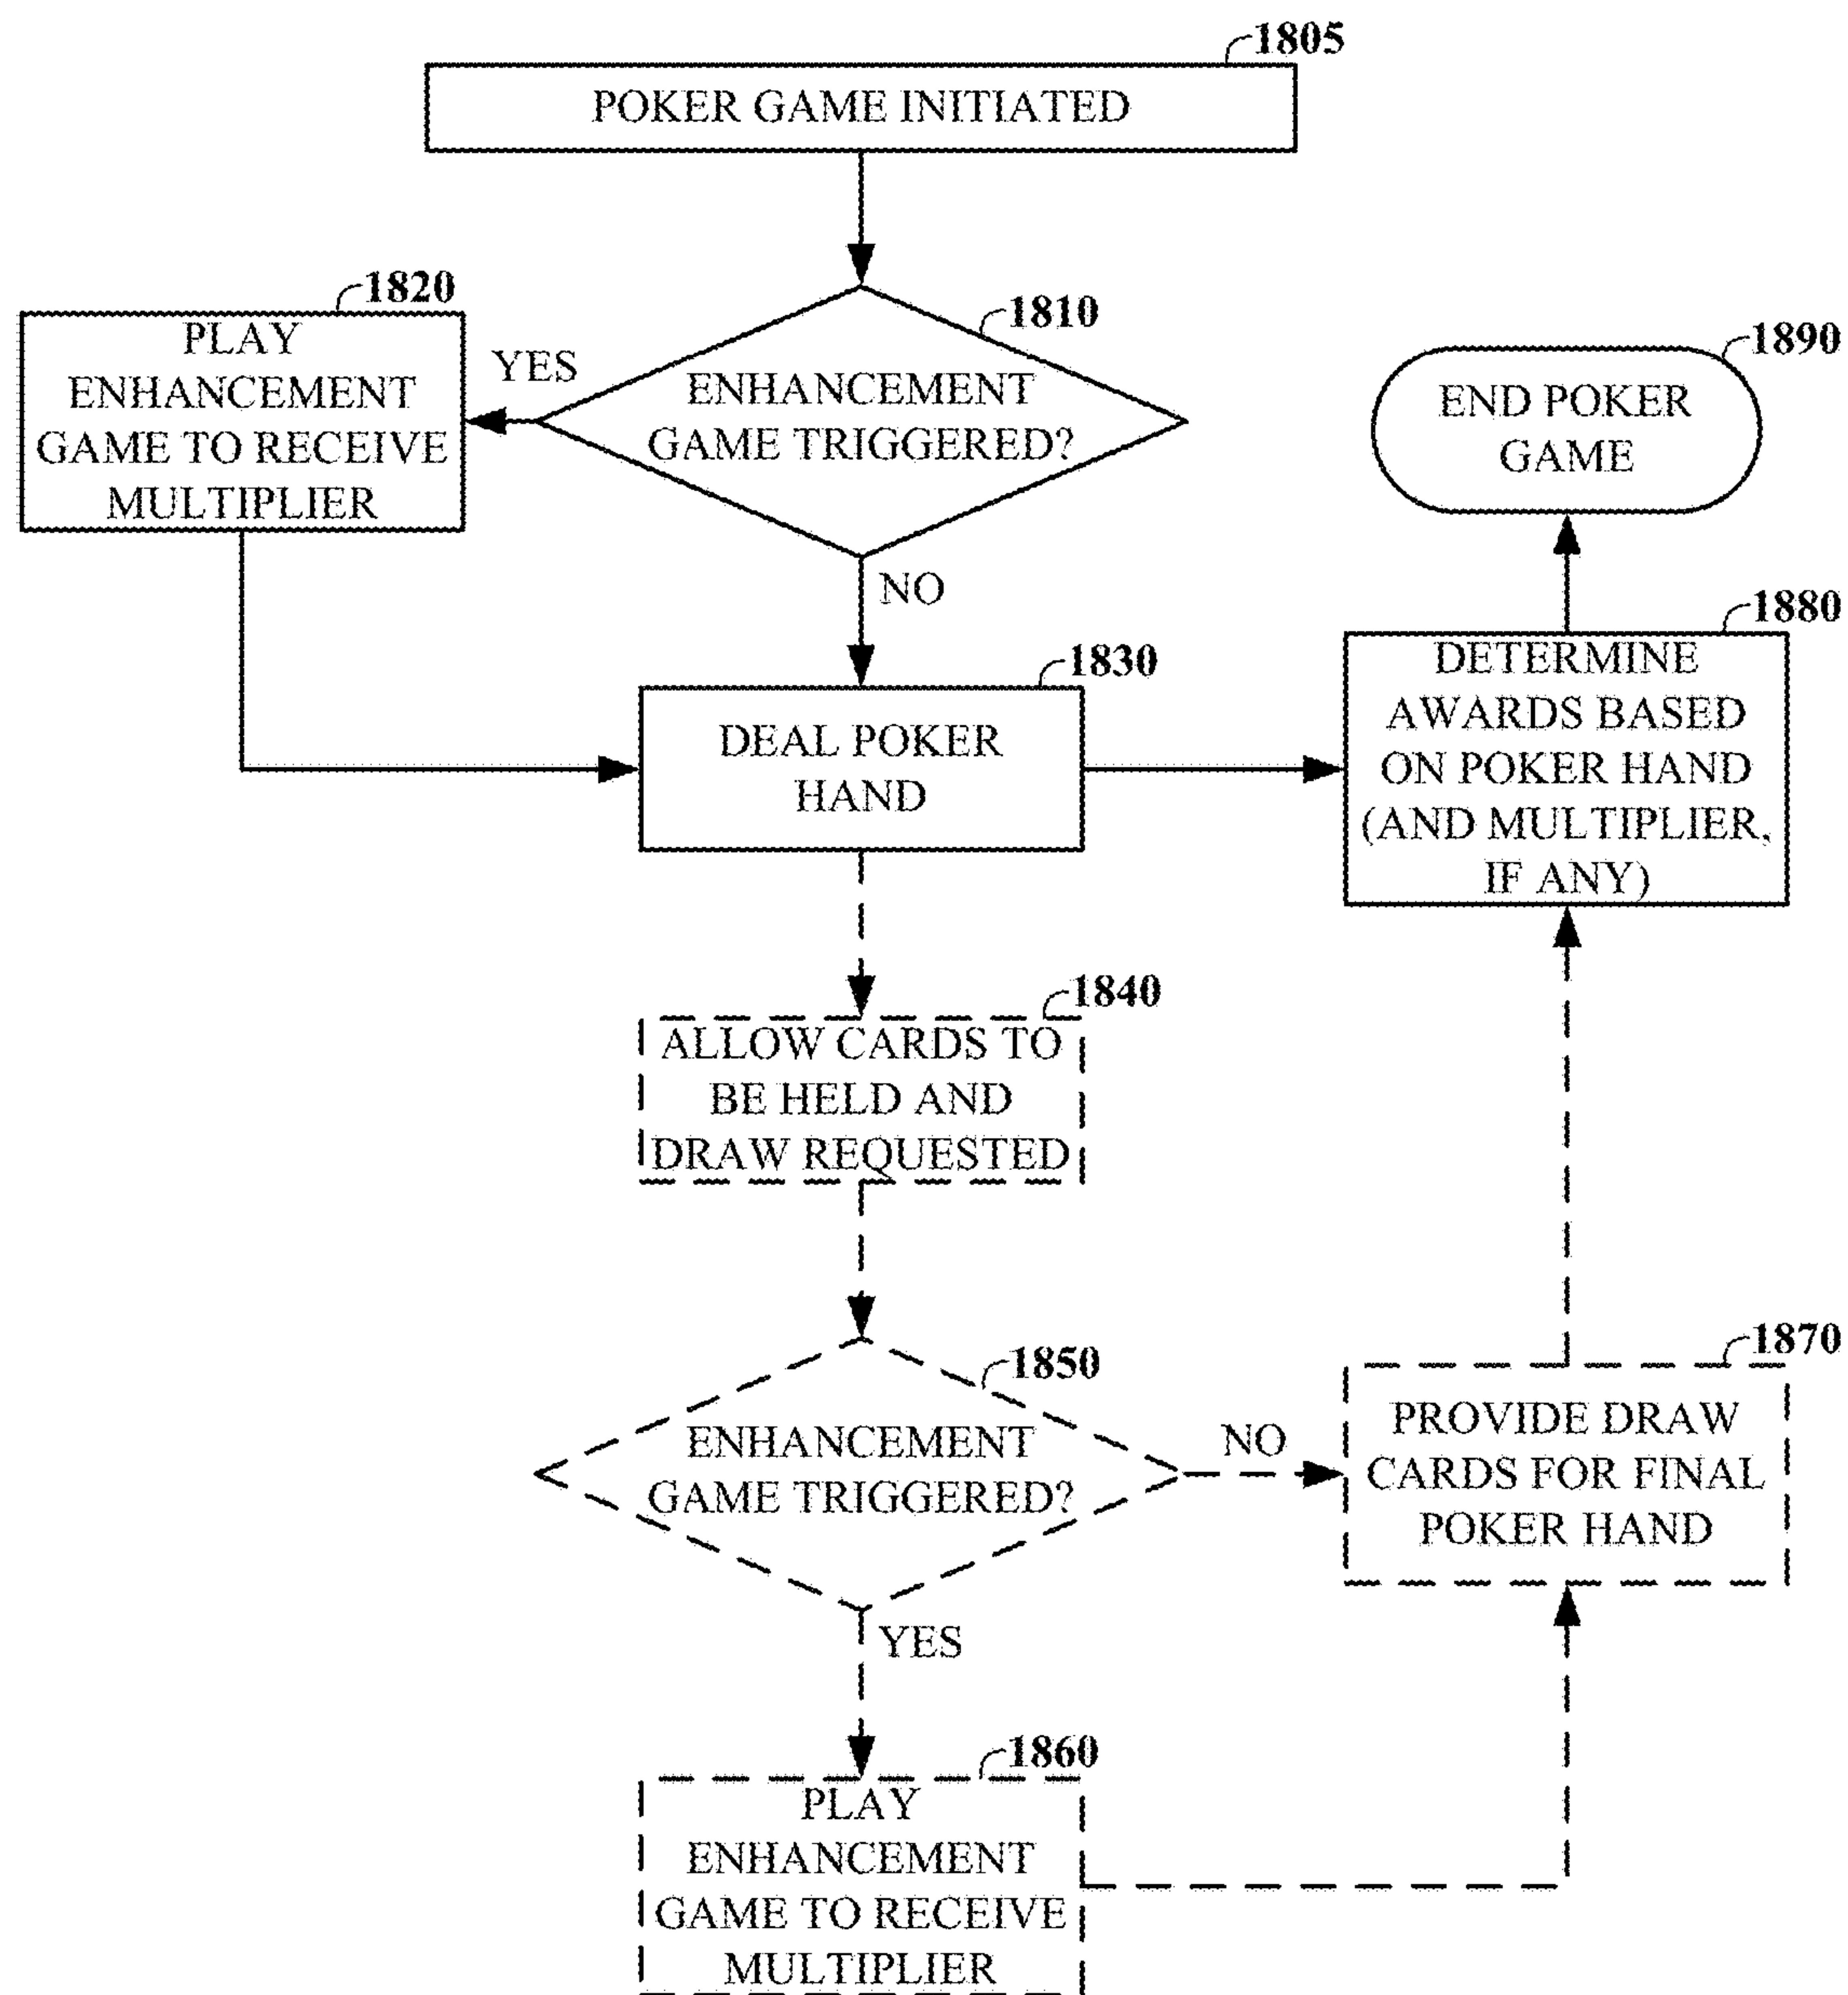 1805
POKER GAME INITIATED
1820
PLAY
ENHANCEMENT
GAME TO RECEIVE
MULTIPLIER
YES
1810
ENHANCEMENT
GAME TRIGGERED?
NO
1890
END POKER
GAME
1830
DEAL POKER
HAND
1880
DETERMINE
AWARDS BASED
ON POKER HAND
(AND MULTIPLIER,
IF ANY)
1840
ALLOW CARDS TO
BE HELD AND
DRAW REQUESTED
1850
ENHANCEMENT
GAME TRIGGERED?
NO
YES
1870
PROVIDE DRAW
CARDS FOR FINAL
POKER HAND
1860
PLAY
ENHANCEMENT
GAME TO RECEIVE
MULTIPLIER